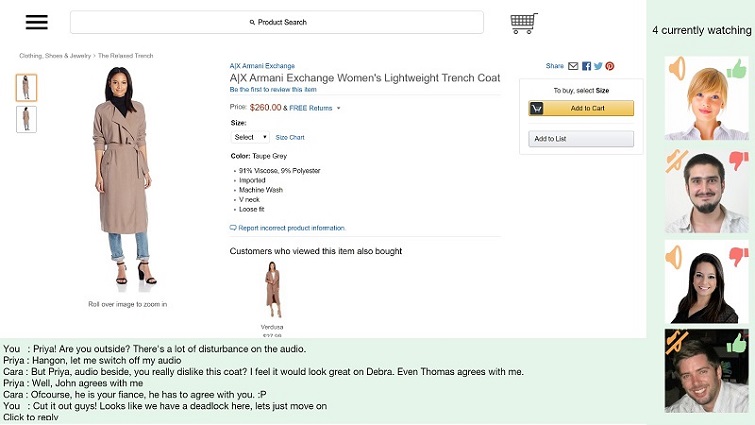 Product Search
4 currently watching
Clothing, Shoes & Jewelry › The Relaxed Trench
A|X Armani Exchange
A|X Armani Exchange Women's Lightweight Trench Coat
Be the first to review this item
Price: $260.00 & FREE Returns
Size:
Select
Size Chart
Color: Taupe Grey
91% Viscose, 9% Polyester
Imported
Machine Wash
V neck
Loose fit
Report incorrect product information.
Share
To buy, select Size
Add to Cart
Add to List
Roll over image to zoom in
Customers who viewed this item also bought
Verdusa
$27.99
You : Priya! Are you outside? There's a lot of disturbance on the audio.
Priya : Hangon, let me switch off my audio
Cara : But Priya, audio beside, you really dislike this coat? I feel it would look great on Debra. Even Thomas agrees with me.
Priya : Well, John agrees with me
Cara : Ofcourse, he is your fiance, he has to agree with you. :P
You : Cut it out guys! Looks like we have a deadlock here, lets just move on
Click to reply